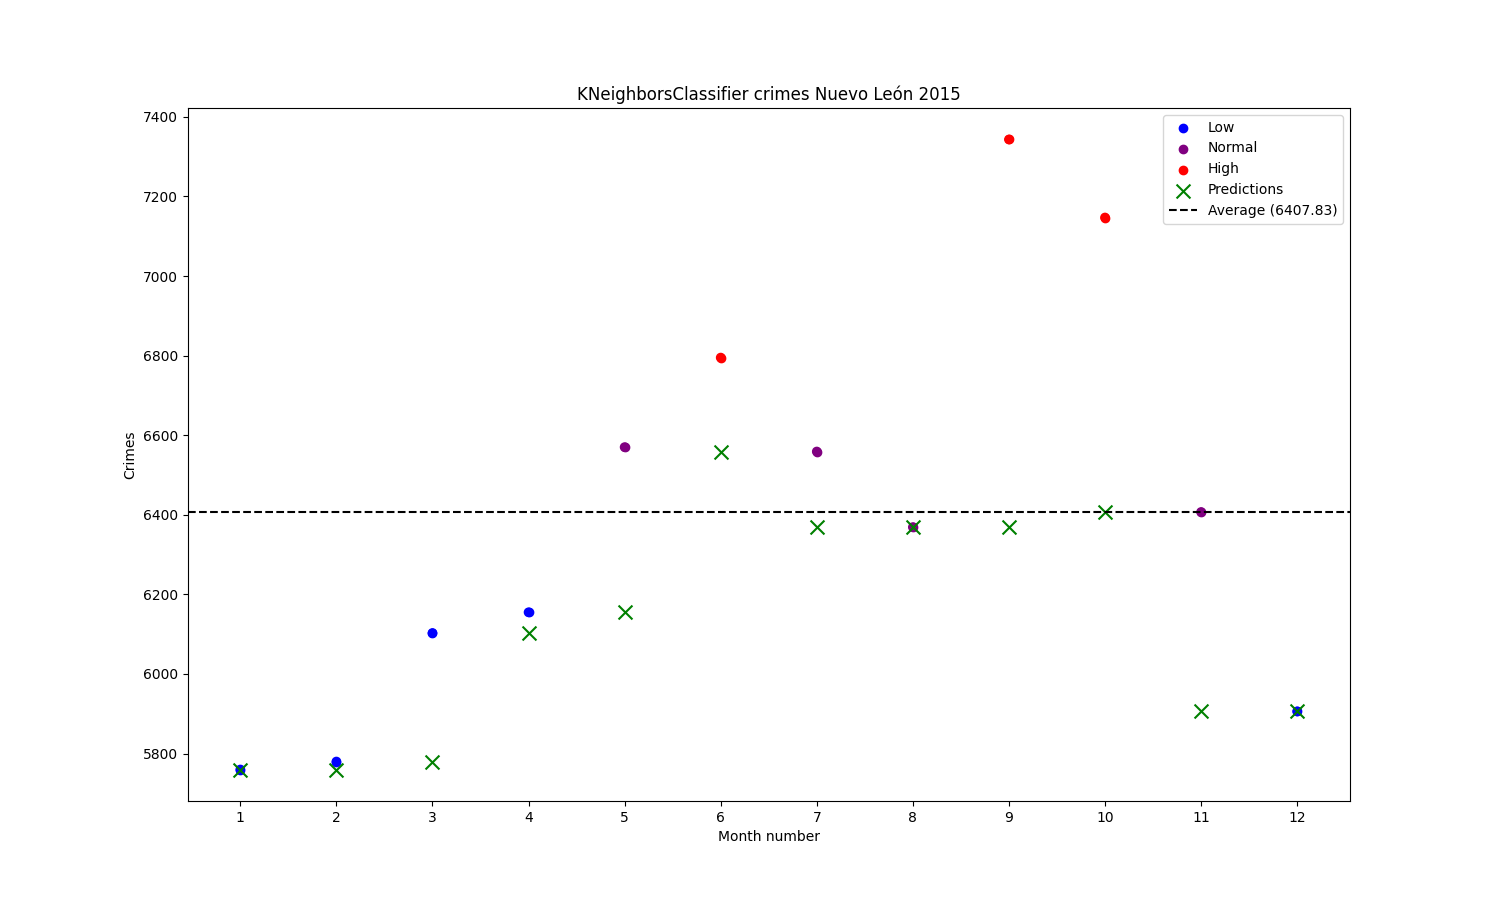 KNeighborsClassifier crimes Nuevo León 2015
Low
Normal
High
Predictions
Average (6407.83)
7400
7200
7000
6800
6600
6400
6200
6000
5800
Crimes
1 2 3 4 5 6 7 8 9 10 11 12
Month number